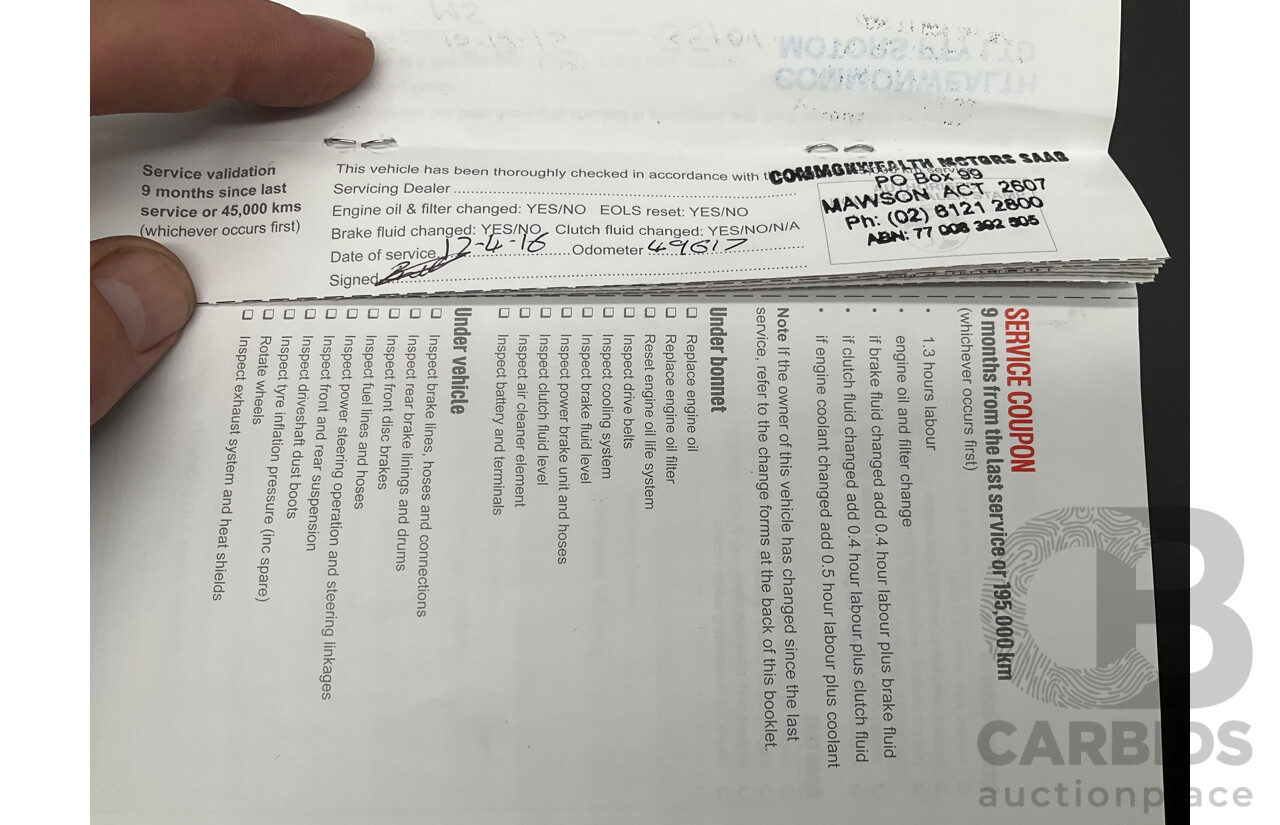 Service validation
9 months since last
service or 45,000 kms
(whichever occurs first)
This vehicle has been thoroughly checked in accordance with
Servicing Dealer
Engine oil & filter changed: YES/NO EOLS reset: YES/NO
Brake fluid changed: YES/NO Clutch fluid changed: YES/NO/N/A
Date of service 12-4-16 Odometer 49617
Signed
COMMONWEALTH MOTORS SAAB
PO BOX 99
MAWSON ACT 2607
Ph: (02) 6121 2800
ABN: 77 008 392 505
SERVICE COUPON
9 months from the last service or 195,000 km
(whichever occurs first)
• 1.3 hours labour
• engine oil and filter change
• if brake fluid changed add 0.4 hour labour plus brake fluid
• if clutch fluid changed add 0.4 hour labour plus clutch fluid
• if engine coolant changed add 0.5 hour labour plus coolant
Note If the owner of this vehicle has changed since the last
service, refer to the change forms at the back of this booklet.
Under bonnet
❑ Replace engine oil
❑ Replace engine oil filter
❑ Reset engine oil life system
❑ Inspect drive belts
❑ Inspect cooling system
❑ Inspect brake fluid level
❑ Inspect power brake unit and hoses
❑ Inspect clutch fluid level
❑ Inspect air cleaner element
❑ Inspect battery and terminals
Under vehicle
❑ Inspect brake lines, hoses and connections
❑ Inspect rear brake linings and drums
❑ Inspect front disc brakes
❑ Inspect fuel lines and hoses
❑ Inspect power steering operation and steering linkages
❑ Inspect front and rear suspension
❑ Inspect driveshaft dust boots
❑ Inspect tyre inflation pressure (inc spare)
❑ Rotate wheels
❑ Inspect exhaust system and heat shields
COMMONWEALTH
MOTORS PTY LTD
CARBIDS
auctionplace